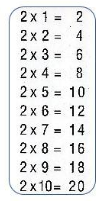 2 x 1 = 2
2 x 2 = 4
2 x 3 = 6
2 x 4 = 8
2 x 5 = 10
2 x 6 = 12
2 x 7 = 14
2 x 8 = 16
2 x 9 = 18
2 x 10= 20